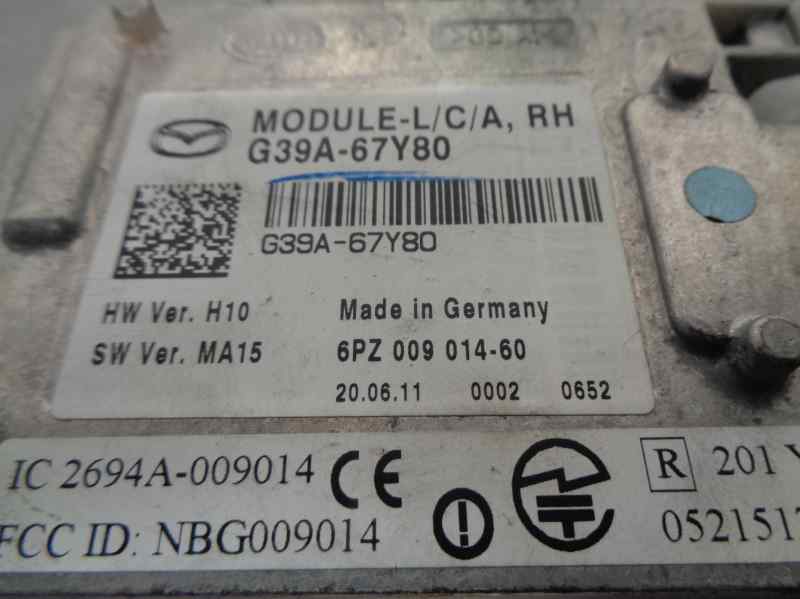 MODULE-L/C/A, RH
G39A-67Y80
G39A-67Y80
HW Ver. H10 Made in Germany
SW Ver. MA15 6PZ 009 014-60
20.06.11 0002 0652
IC 2694A-009014 CE R 201
FCC ID: NBG009014